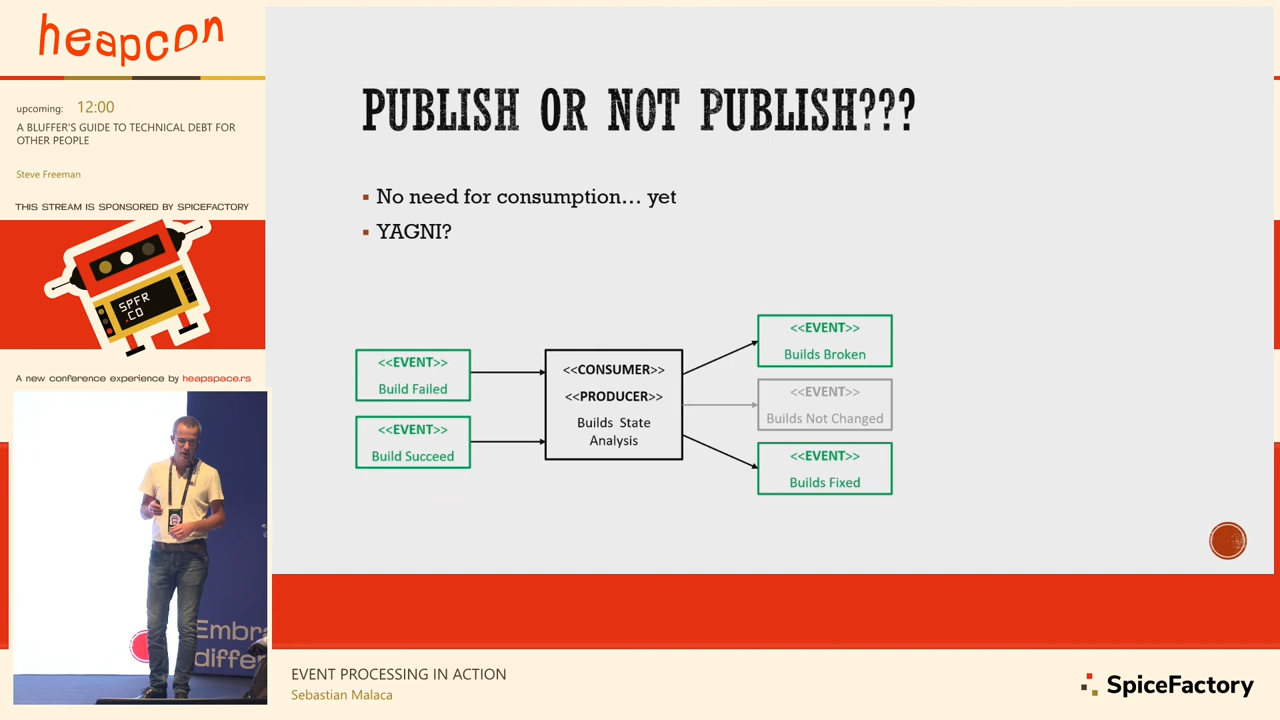 heapcon
upcoming: 12:00
A BLUFFER'S GUIDE TO TECHNICAL DEBT FOR
OTHER PEOPLE
Steve Freeman
THIS STREAM IS SPONSORED BY SPICEFACTORY
SPFR
.CO
A new conference experience by heapspace.rs
Embra
differ
PUBLISH OR NOT PUBLISH???
No need for consumption... yet
YAGNI?
<<EVENT>>
Build Failed
<<EVENT>>
Build Succeed
<<CONSUMER>>
<<PRODUCER>>
Builds State
Analysis
<<EVENT>>
Builds Broken
<<EVENT>>
Builds Not Changed
<<EVENT>>
Builds Fixed
EVENT PROCESSING IN ACTION
Sebastian Malaca
SpiceFactory